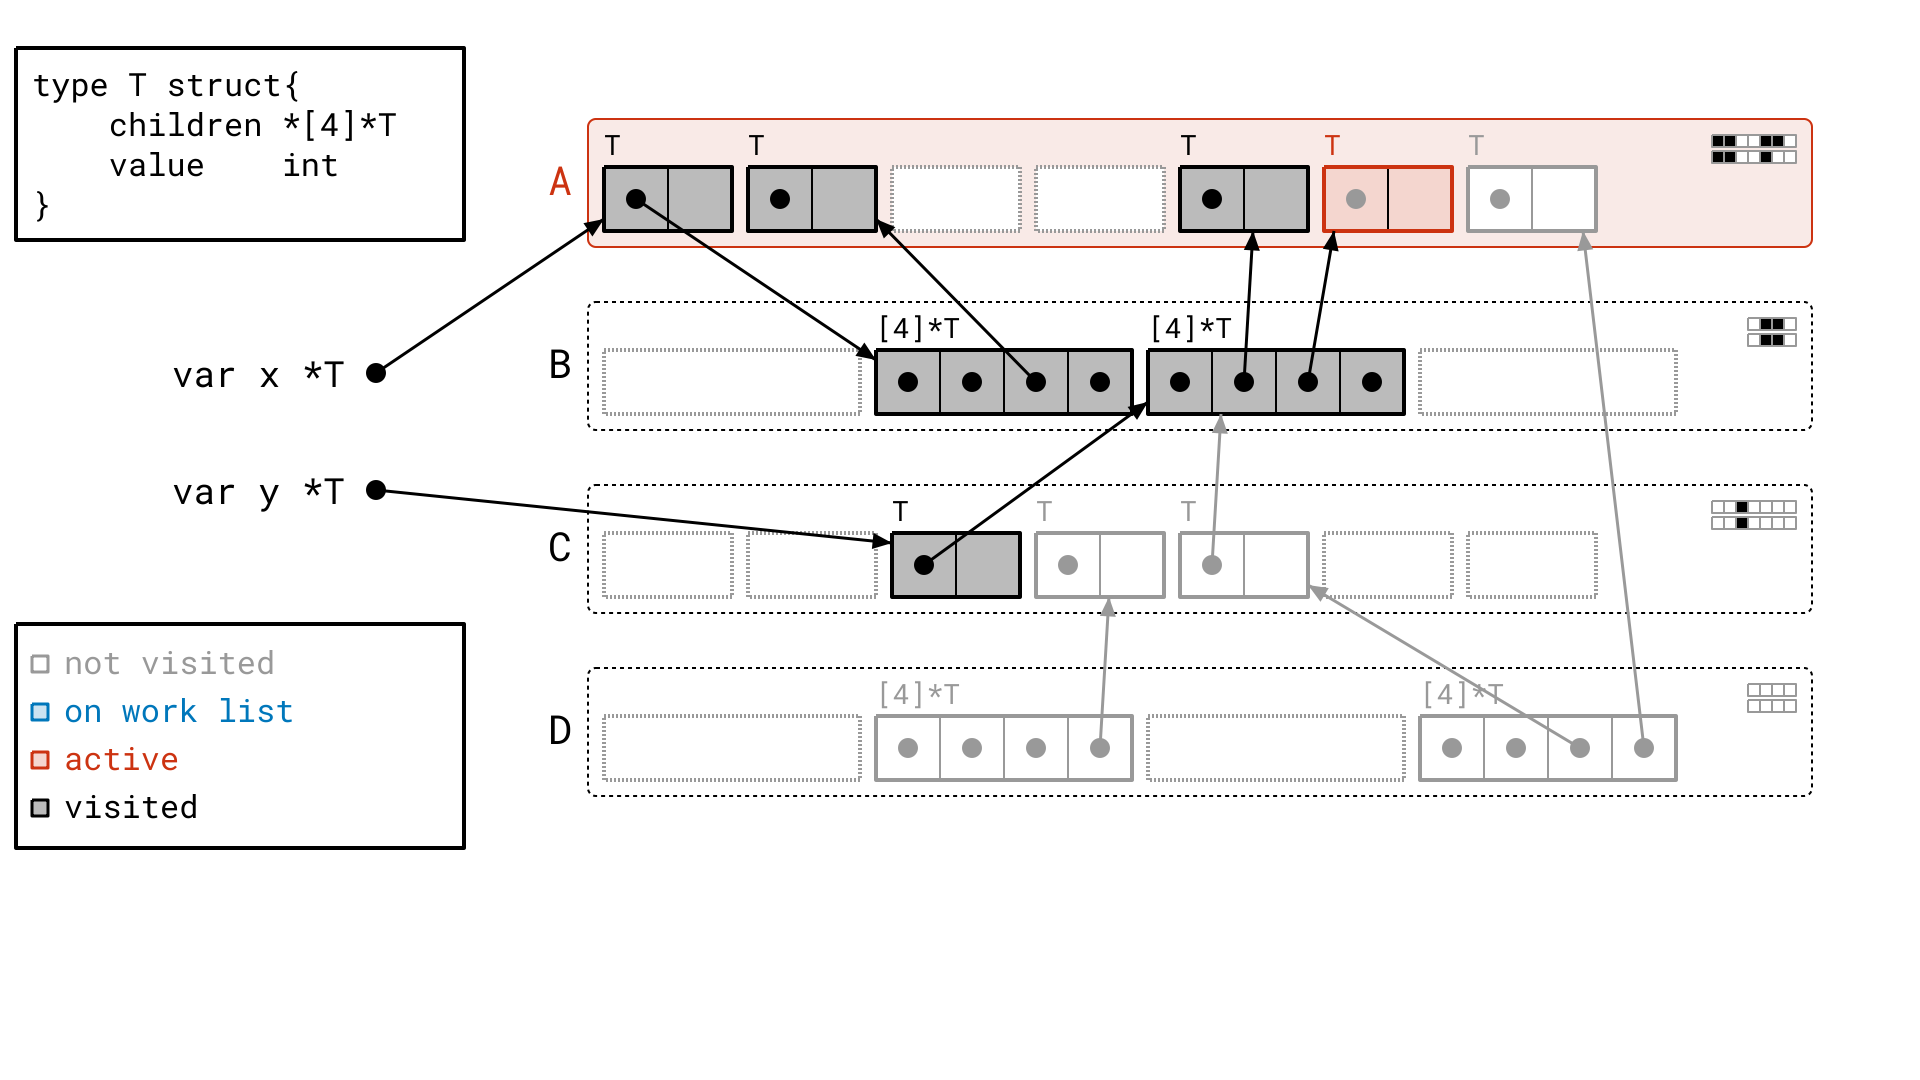 type T struct{
    children *[4]*T
    value    int
}
A
T T T T T
B
[4]*T [4]*T
var x *T
var y *T
C
T T T
D
[4]*T [4]*T
not visited
on work list
active
visited